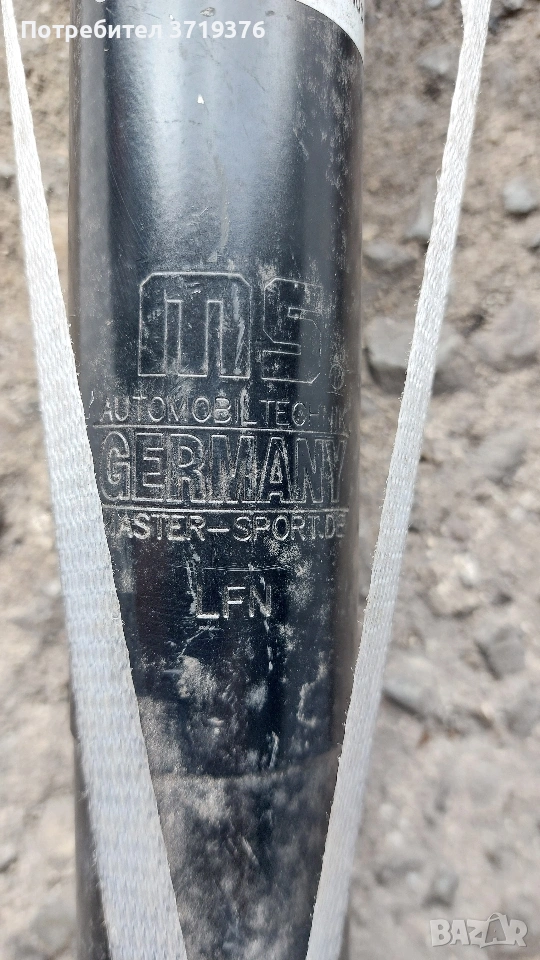 Потребител 3719376
MS
®
AUTOMOBILTECHNIK
GERMANY
MASTER-SPORT.DE
LFN
BAZAR